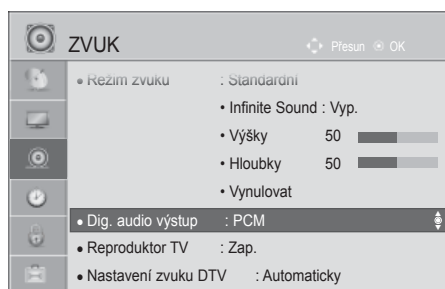 ZVUK Přesun OK
• Režim zvuku : Standardní
• Infinite Sound : Vyp.
• Výšky 50
• Hloubky 50
• Vynulovat
• Dig. audio výstup : PCM
• Reproduktor TV : Zap.
• Nastavení zvuku DTV : Automaticky